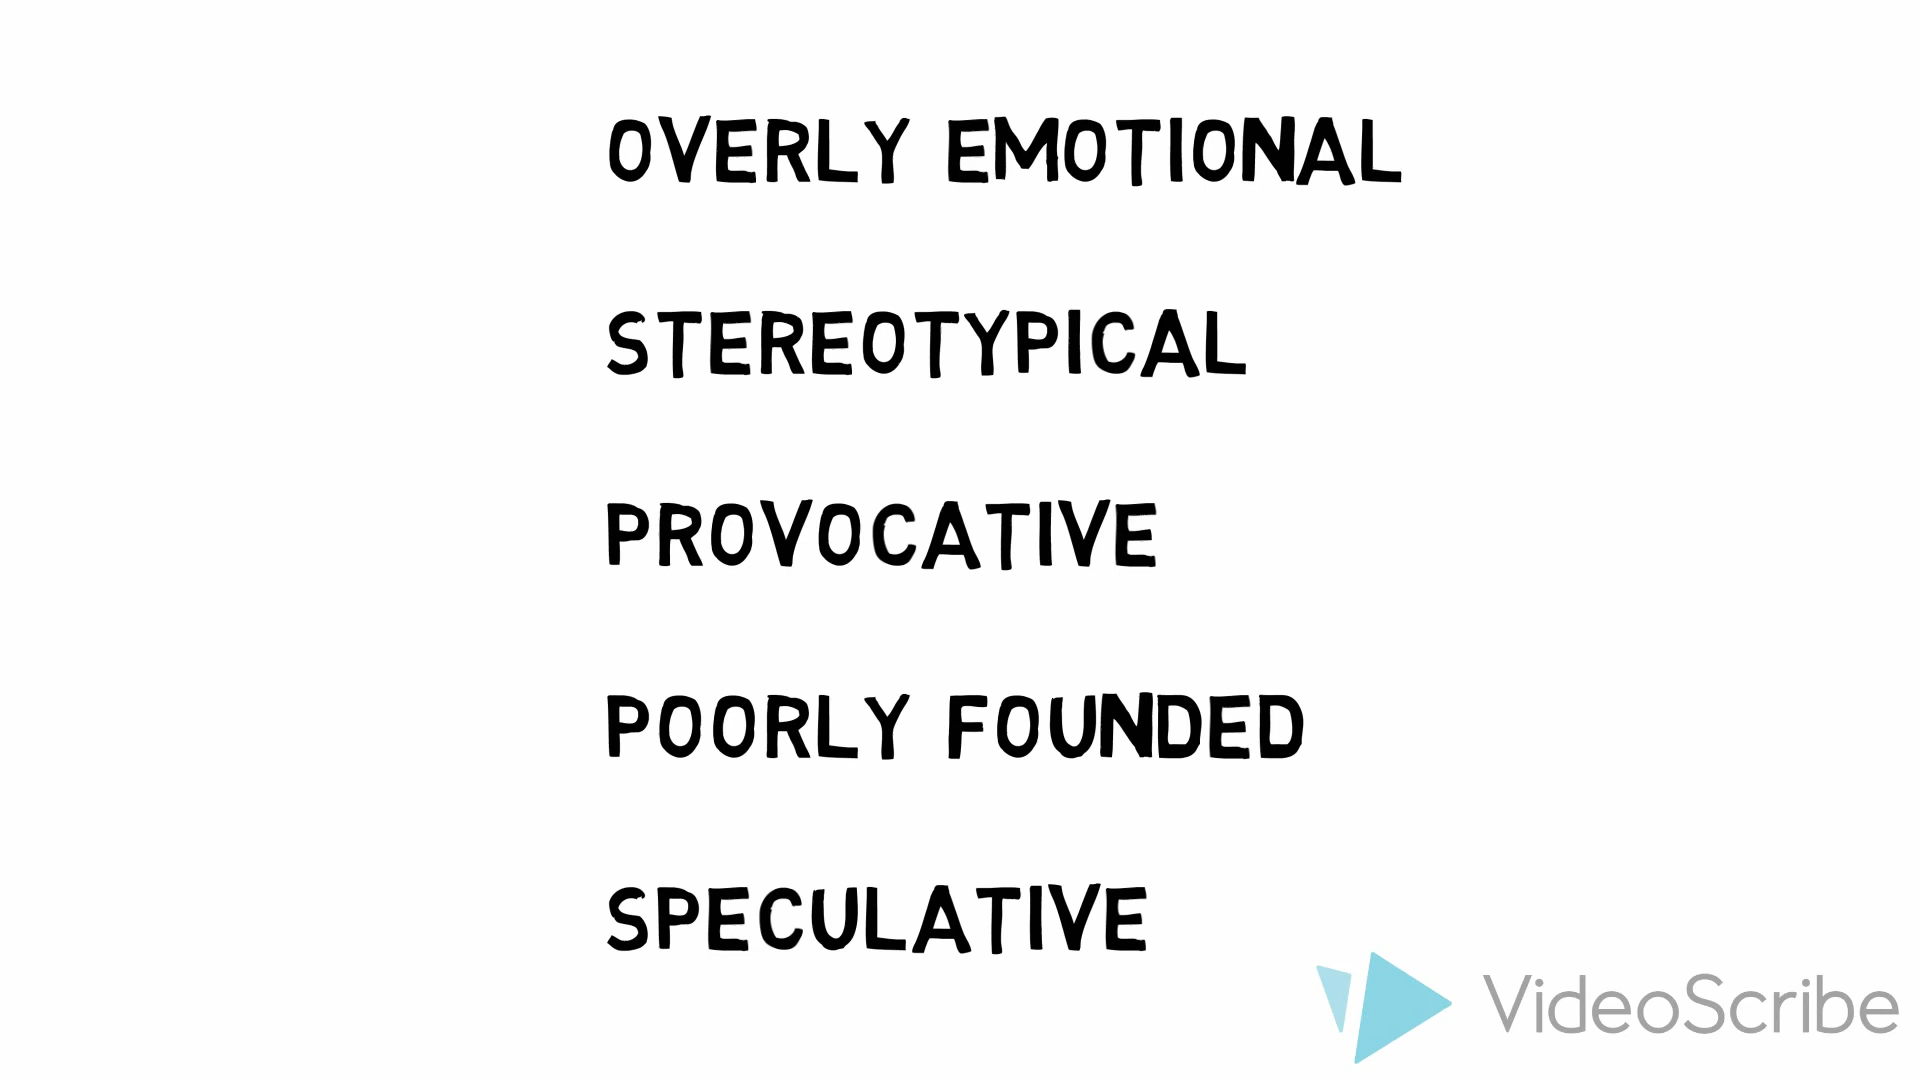 OVERLY EMOTIONAL
STEREOTYPICAL
PROVOCATIVE
POORLY FOUNDED
SPECULATIVE
VideoScribe